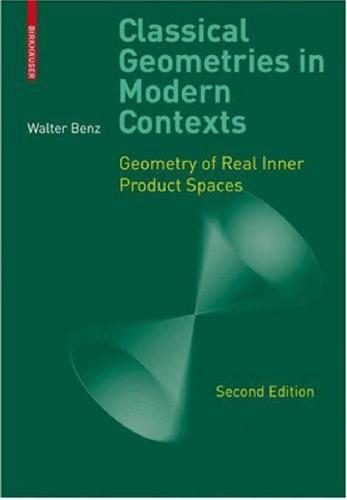 BIRKHÄUSER
Classical
Geometries in
Modern
Contexts
Walter Benz
Geometry of Real Inner
Product Spaces
Second Edition